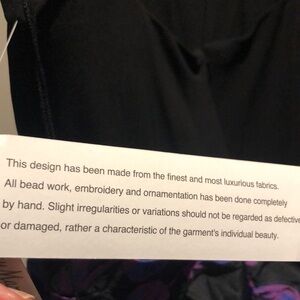 This design has been made from the finest and most luxurious fabrics.
All bead work, embroidery and ornamentation has been done completely
by hand. Slight irregularities or variations should not be regarded as defective
or damaged, rather a characteristic of the garment's individual beauty.